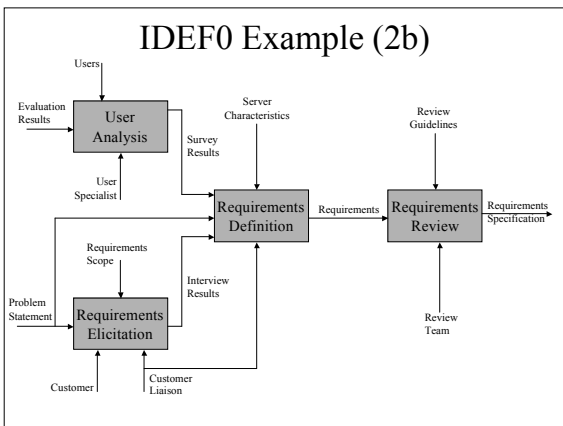 IDEF0 Example (2b)
Users
Evaluation
Results
User
Analysis
User
Specialist
Survey
Results
Server
Characteristics
Review
Guidelines
Requirements
Definition
Requirements
Requirements
Review
Requirements
Specification
Requirements
Scope
Interview
Results
Problem
Statement
Requirements
Elicitation
Review
Team
Customer
Customer
Liaison